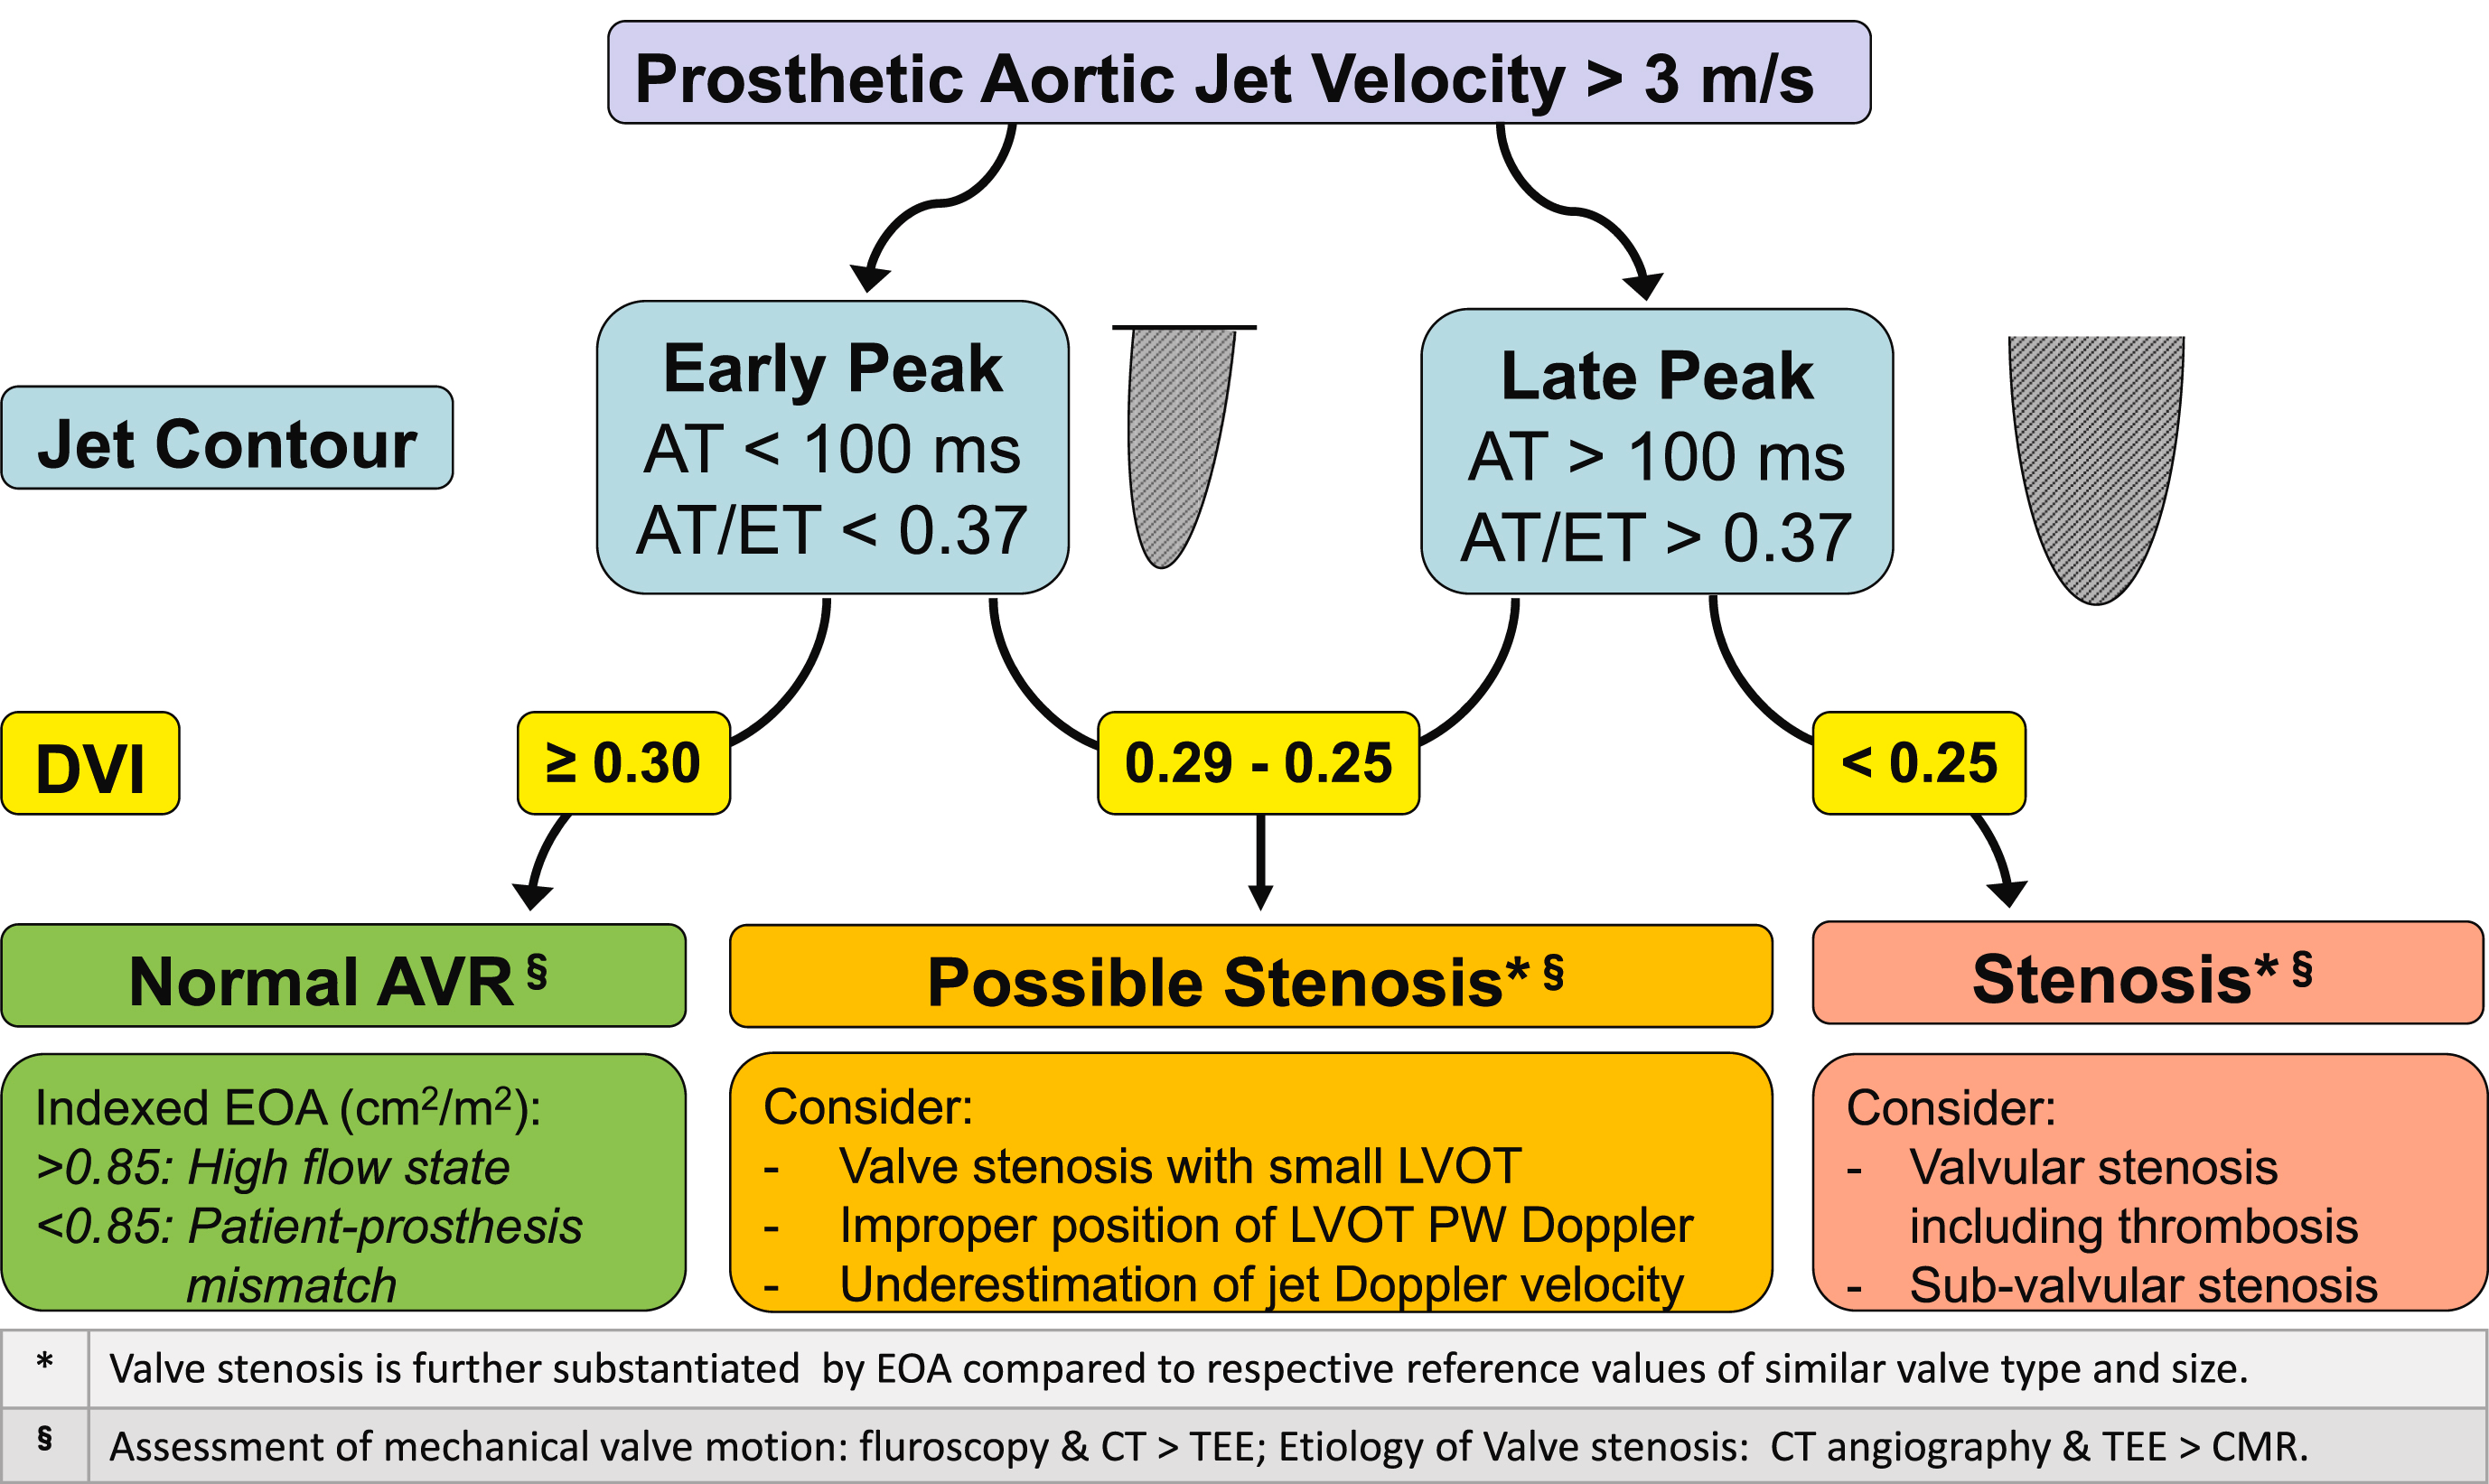 Prosthetic Aortic Jet Velocity > 3 m/s
Jet Contour
Early Peak
AT < 100 ms
AT/ET < 0.37
Late Peak
AT > 100 ms
AT/ET > 0.37
DVI
≥ 0.30
0.29 - 0.25
< 0.25
Normal AVR §
Indexed EOA (cm²/m²):
>0.85: High flow state
<0.85: Patient-prosthesis
mismatch
Possible Stenosis* §
Consider:
- Valve stenosis with small LVOT
- Improper position of LVOT PW Doppler
- Underestimation of jet Doppler velocity
Stenosis* §
Consider:
- Valvular stenosis
including thrombosis
- Sub-valvular stenosis
* Valve stenosis is further substantiated by EOA compared to respective reference values of similar valve type and size.
§ Assessment of mechanical valve motion: fluroscopy & CT > TEE; Etiology of Valve stenosis: CT angiography & TEE > CMR.